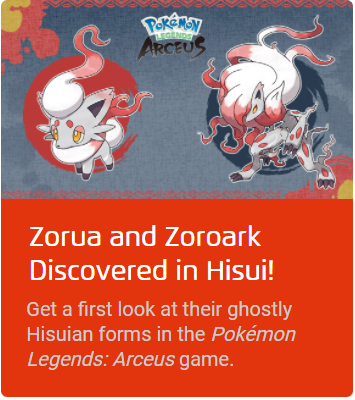 POKÉMON
LEGENDS
ARCEUS
Zorua and Zoroark
Discovered in Hisui!
Get a first look at their ghostly
Hisuian forms in the Pokémon
Legends: Arceus game.